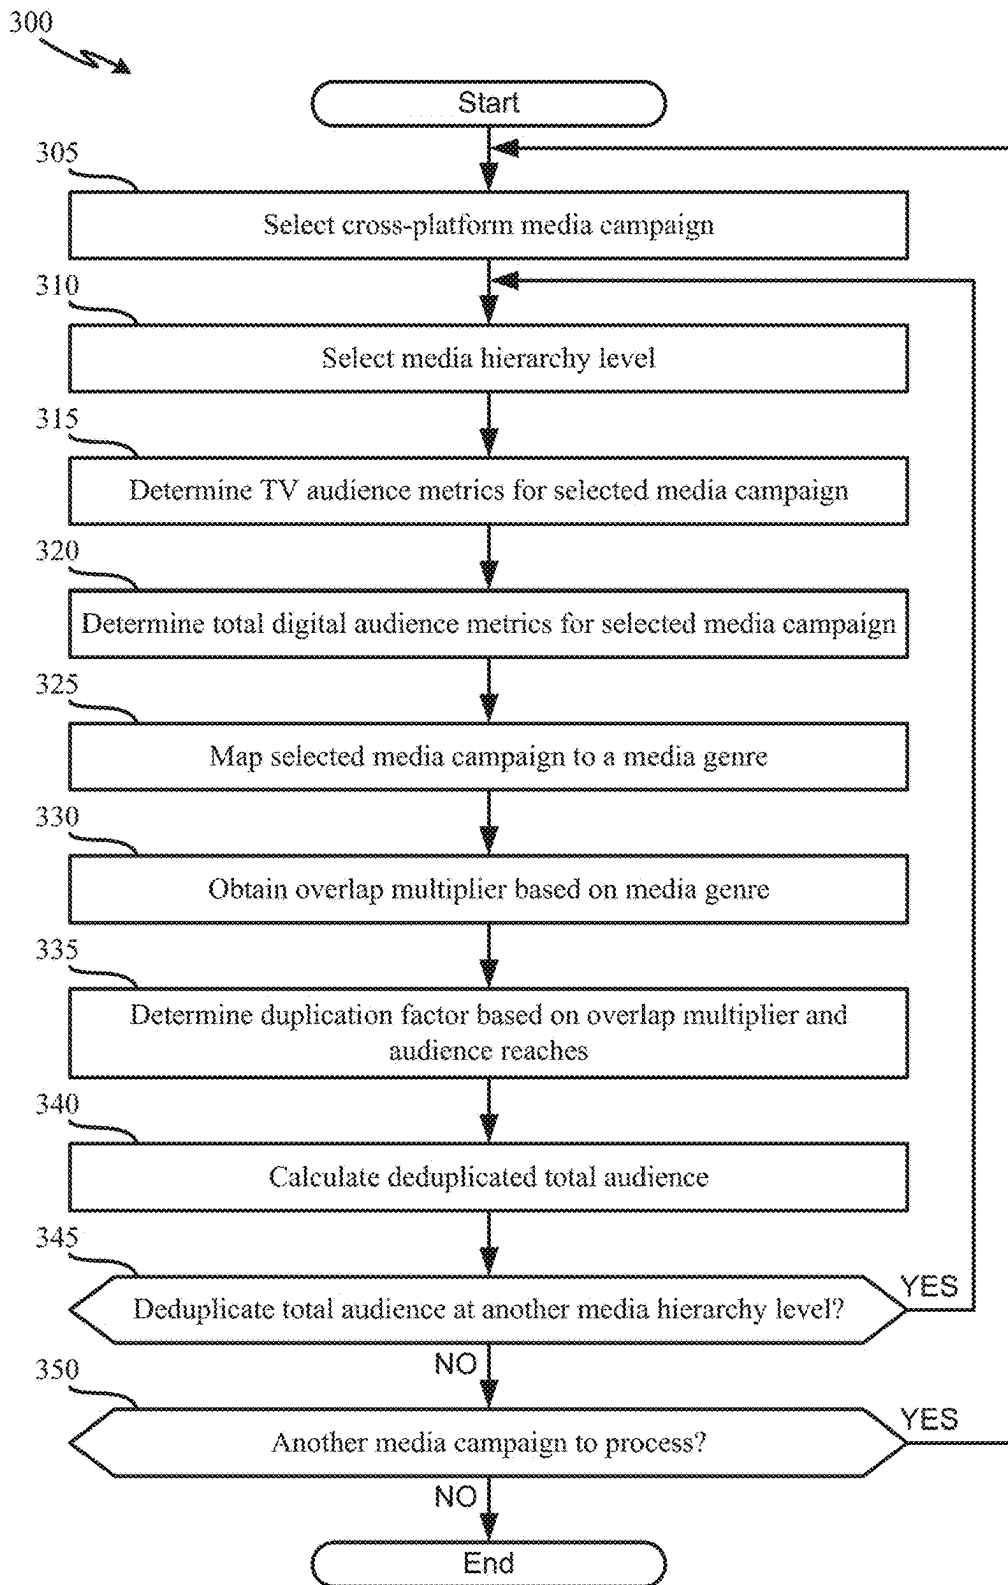 300
Start
305
Select cross-platform media campaign
310
Select media hierarchy level
315
Determine TV audience metrics for selected media campaign
320
Determine total digital audience metrics for selected media campaign
325
Map selected media campaign to a media genre
330
Obtain overlap multiplier based on media genre
335
Determine duplication factor based on overlap multiplier and
audience reaches
340
Calculate deduplicated total audience
345
Deduplicate total audience at another media hierarchy level?
YES
NO
350
Another media campaign to process?
YES
NO
End